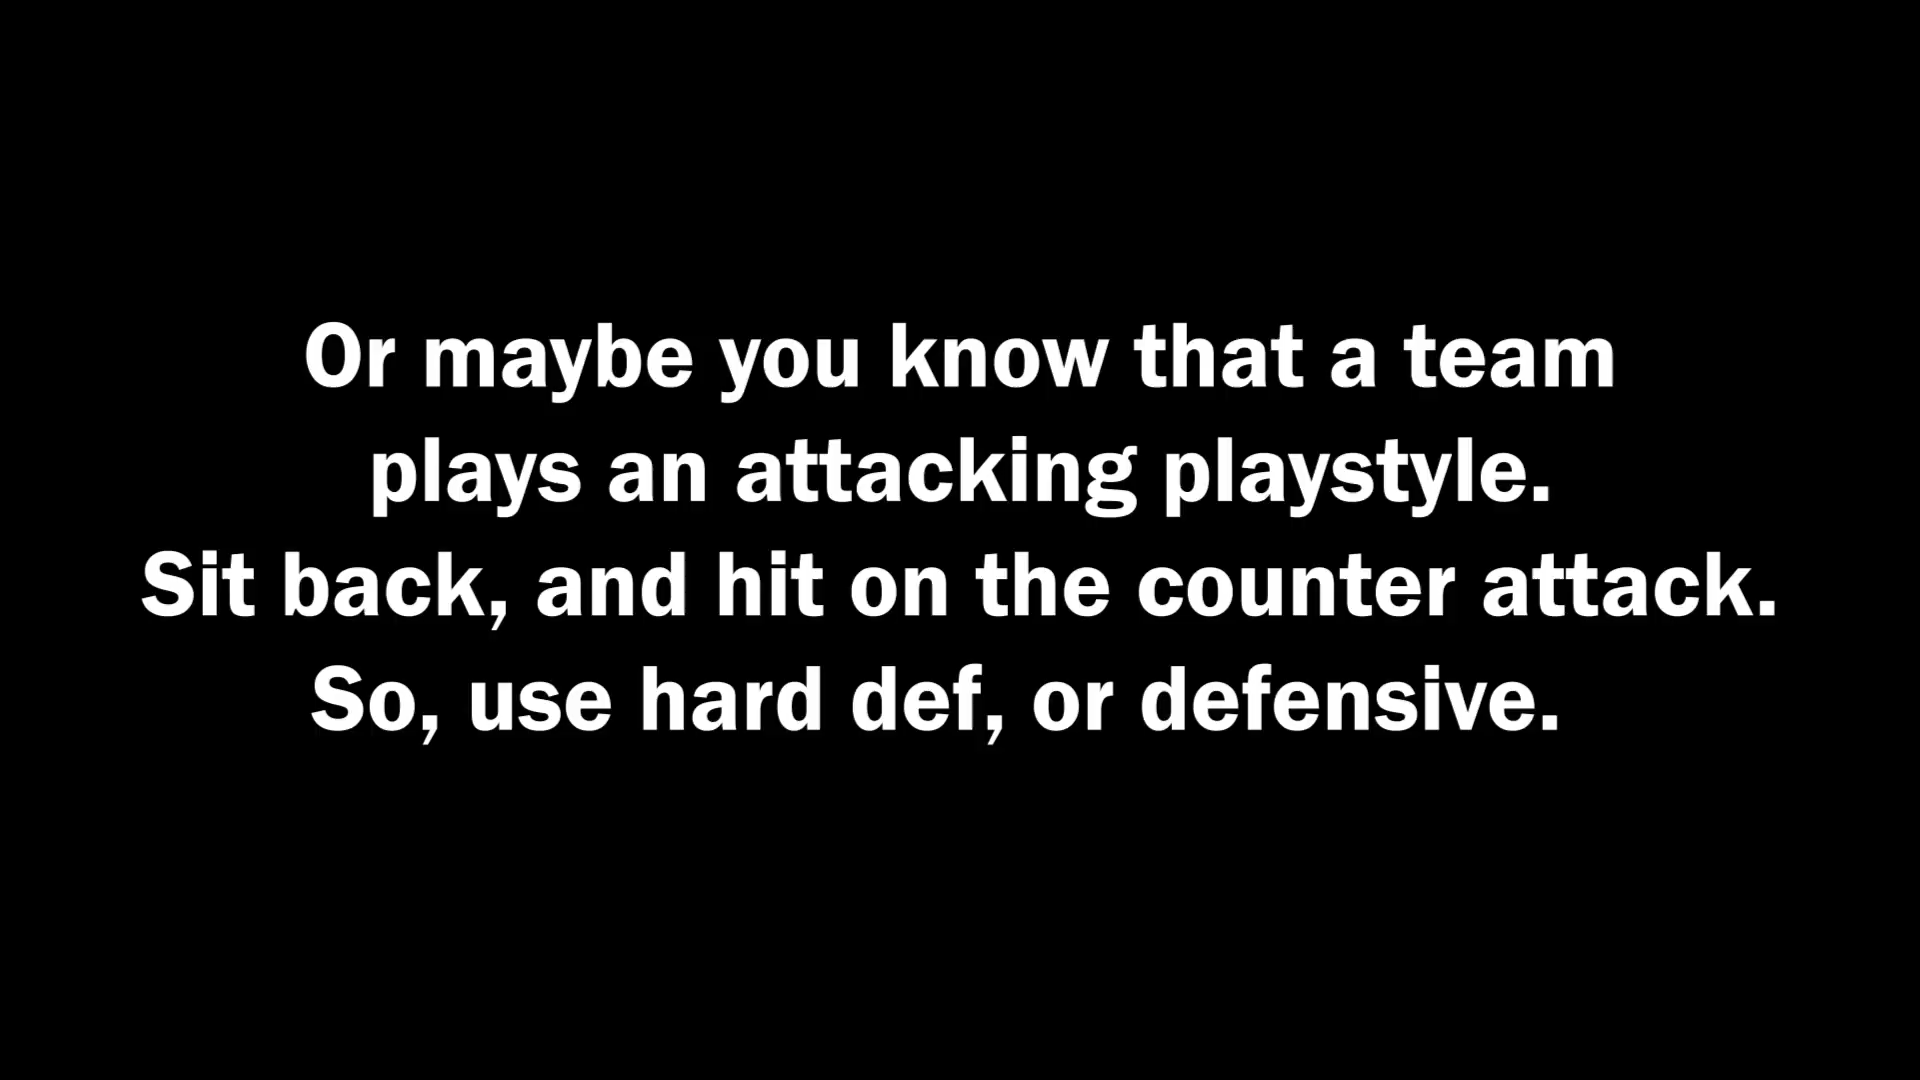 Or maybe you know that a team
plays an attacking playstyle.
Sit back, and hit on the counter attack.
So, use hard def, or defensive.